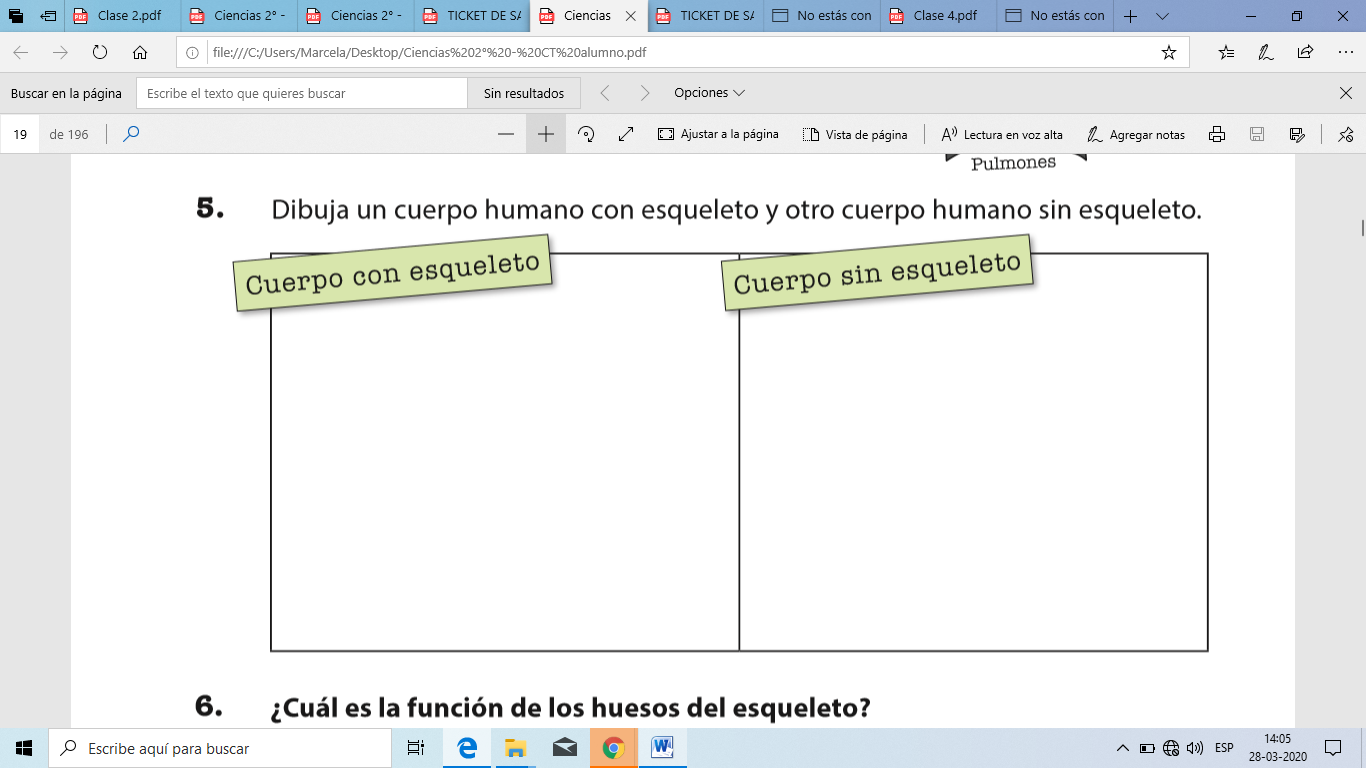 Clase 2.pdf
Ciencias 2° -
Ciencias 2° -
TICKET DE SA
Ciencias
TICKET DE SA
No estás con
Clase 4.pdf
No estás con
file:///C:/Users/Marcela/Desktop/Ciencias%202°%20-%20CT%20alumno.pdf
Buscar en la página
Escribe el texto que quieres buscar
Sin resultados
Opciones
19 de 196
Ajustar a la página
Vista de página
Lectura en voz alta
Agregar notas
Pulmones
5. Dibuja un cuerpo humano con esqueleto y otro cuerpo humano sin esqueleto.
Cuerpo con esqueleto
Cuerpo sin esqueleto
6. ¿Cuál es la función de los huesos del esqueleto?
Escribe aquí para buscar
ESP
14:05
28-03-2020